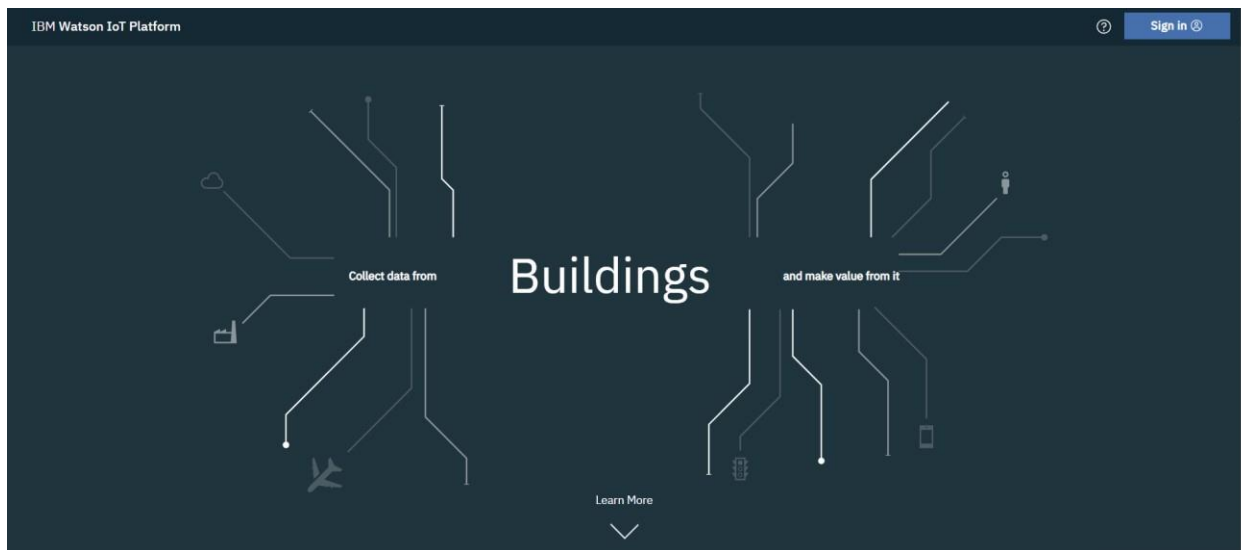 IBM Watson IoT Platform
Sign in
Collect data from
Buildings
and make value from it
Learn More